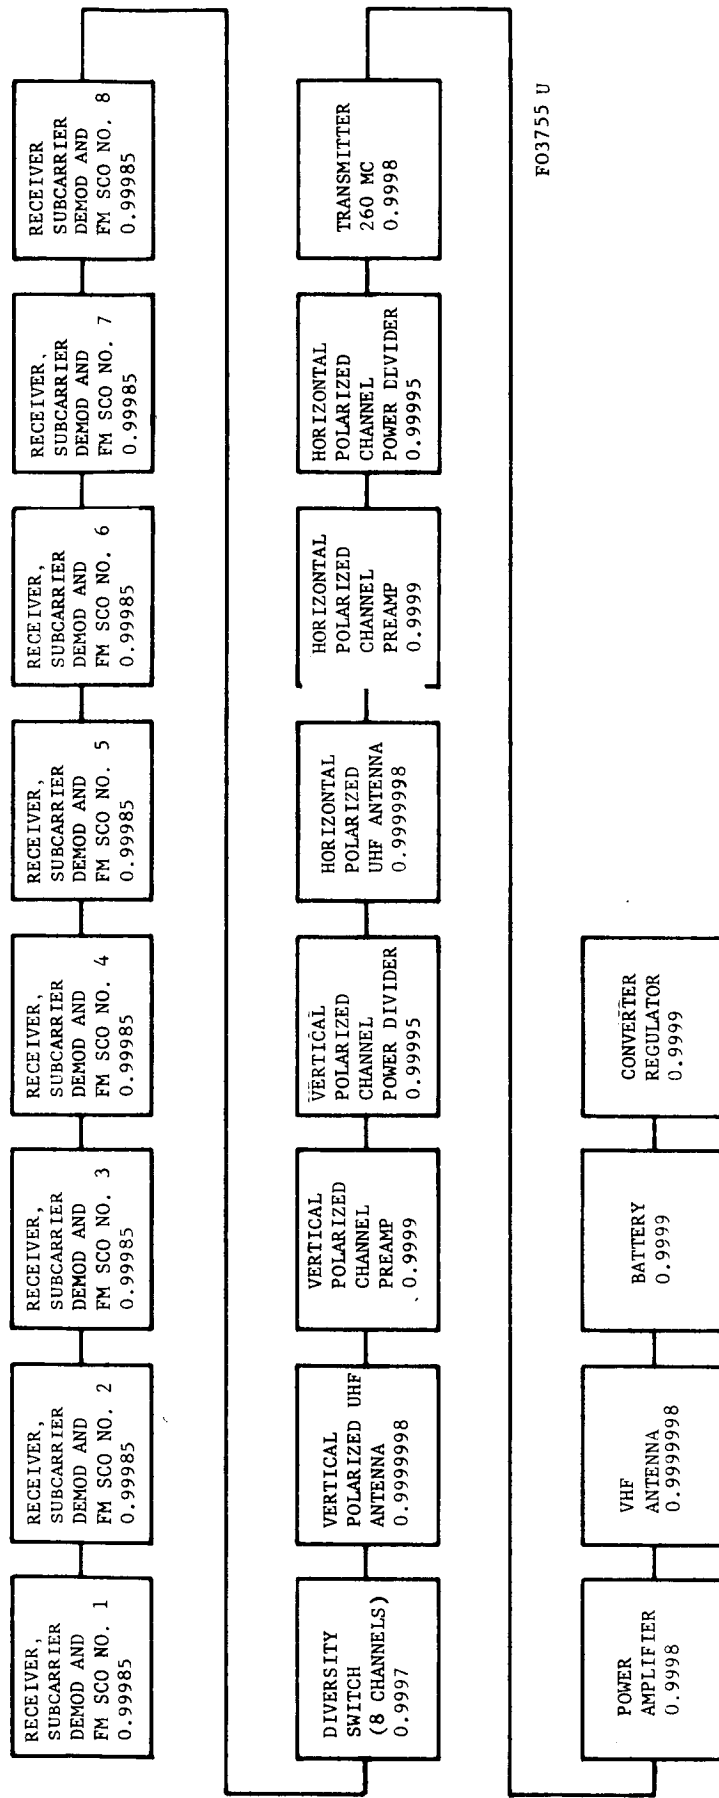 RECEIVER,
SUBCARRIER
DEMOD AND
FM SCO NO. 1
0.99985
RECEIVER,
SUBCARRIER
DEMOD AND
FM SCO NO. 2
0.99985
RECEIVER,
SUBCARRIER
DEMOD AND
FM SCO NO. 3
0.99985
RECEIVER,
SUBCARRIER
DEMOD AND
FM SCO NO. 4
0.99985
RECEIVER,
SUBCARRIER
DEMOD AND
FM SCO NO. 5
0.99985
RECEIVER,
SUBCARRIER
DEMOD AND
FM SCO NO. 6
0.99985
RECEIVER,
SUBCARRIER
DEMOD AND
FM SCO NO. 7
0.99985
RECEIVER
SUBCARRIER
DEMOD AND
FM SCO NO. 8
0.99985
DIVERSITY
SWITCH
(8 CHANNELS)
0.9997
VERTICAL
POLARIZED UHF
ANTENNA
0.9999998
VERTICAL
POLARIZED
CHANNEL
PREAMP
0.9999
VERTICAL
POLARIZED
CHANNEL
POWER DIVIDER
0.99995
HORIZONTAL
POLARIZED
UHF ANTENNA
0.9999998
HORIZONTAL
POLARIZED
CHANNEL
PREAMP
0.9999
HORIZONTAL
POLARIZED
CHANNEL
POWER DIVIDER
0.99995
TRANSMITTER
260 MC
0.9998
POWER
AMPLIFIER
0.9998
VHF
ANTENNA
0.9999998
BATTERY
0.9999
CONVERTER
REGULATOR
0.9999
F03755 U